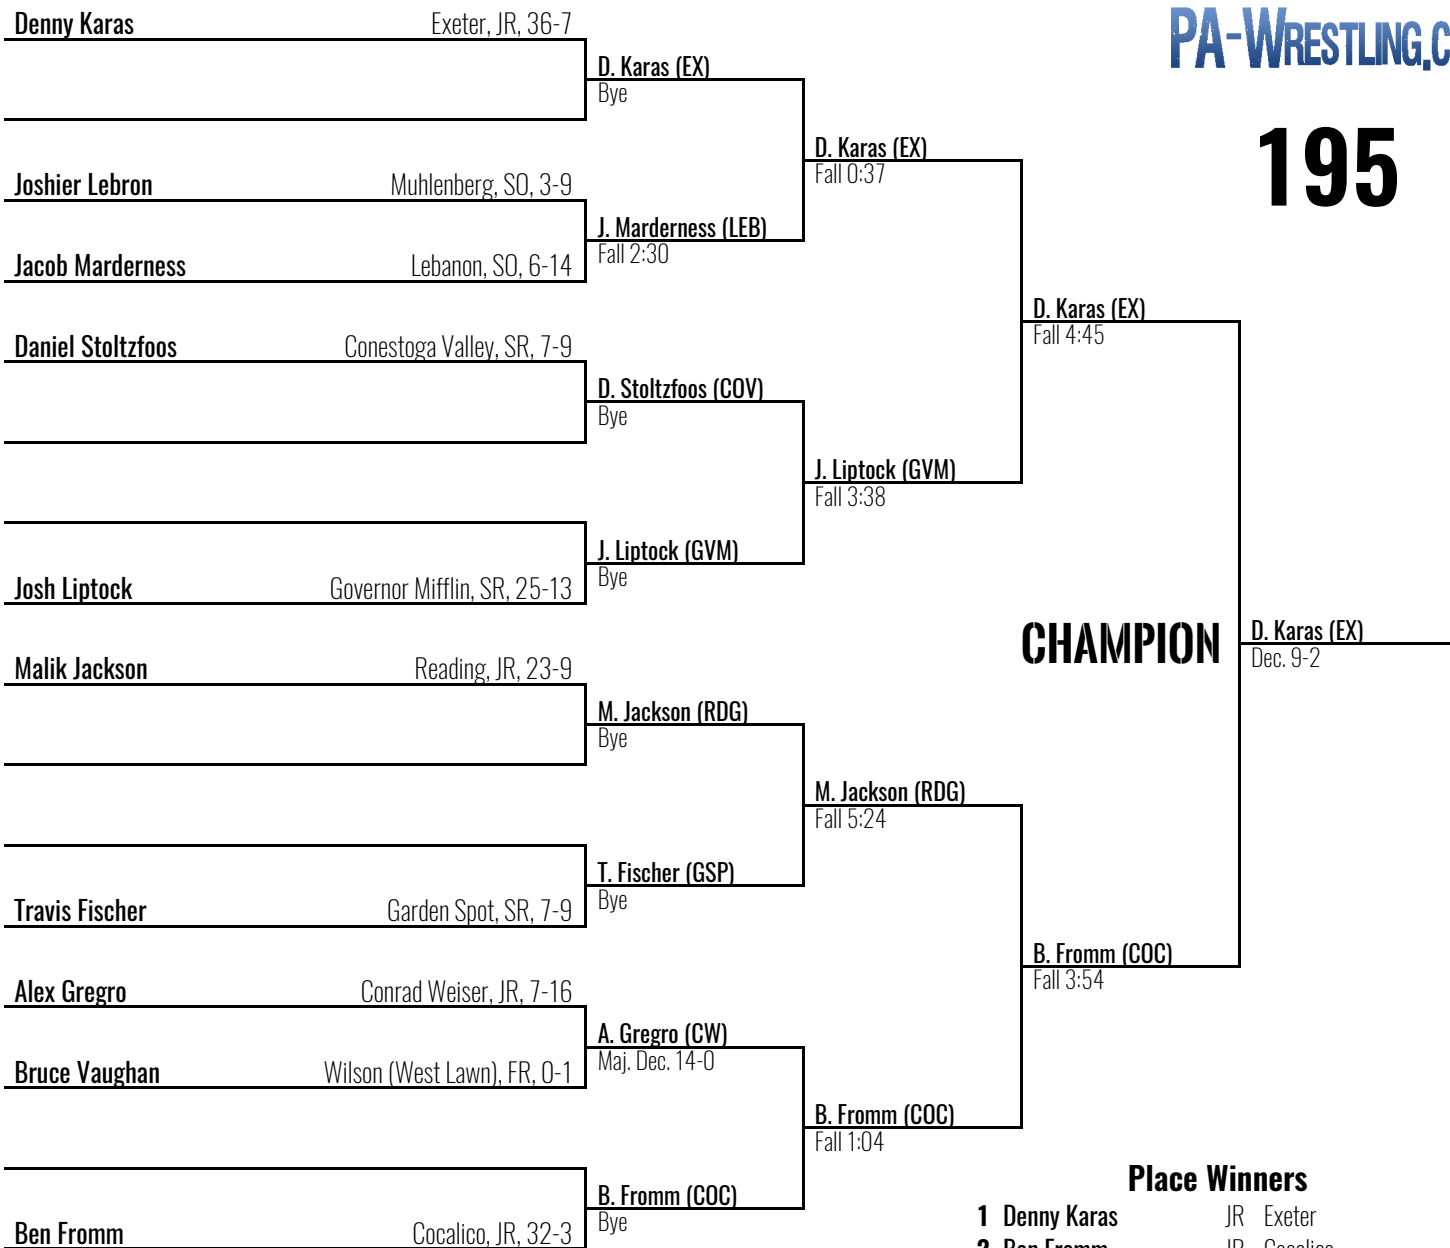 Denny Karas Exeter, JR, 36-7
PA-WRESTLING.C
D. Karas (EX)
Bye
195
D. Karas (EX)
Fall 0:37
Joshier Lebron Muhlenberg, SO, 3-9
J. Marderness (LEB)
Fall 2:30
Jacob Marderness Lebanon, SO, 6-14
D. Karas (EX)
Fall 4:45
Daniel Stoltzfoos Conestoga Valley, SR, 7-9
D. Stoltzfoos (COV)
Bye
J. Liptock (GVM)
Fall 3:38
J. Liptock (GVM)
Bye
Josh Liptock Governor Mifflin, SR, 25-13
CHAMPION
D. Karas (EX)
Dec. 9-2
Malik Jackson Reading, JR, 23-9
M. Jackson (RDG)
Bye
M. Jackson (RDG)
Fall 5:24
T. Fischer (GSP)
Bye
Travis Fischer Garden Spot, SR, 7-9
B. Fromm (COC)
Fall 3:54
Alex Gregro Conrad Weiser, JR, 7-16
A. Gregro (CW)
Maj. Dec. 14-0
Bruce Vaughan Wilson (West Lawn), FR, 0-1
B. Fromm (COC)
Fall 1:04
Place Winners
B. Fromm (COC)
Bye
1 Denny Karas JR Exeter
Ben Fromm Cocalico, JR, 32-3
2 Ben Fromm JR Cocalico